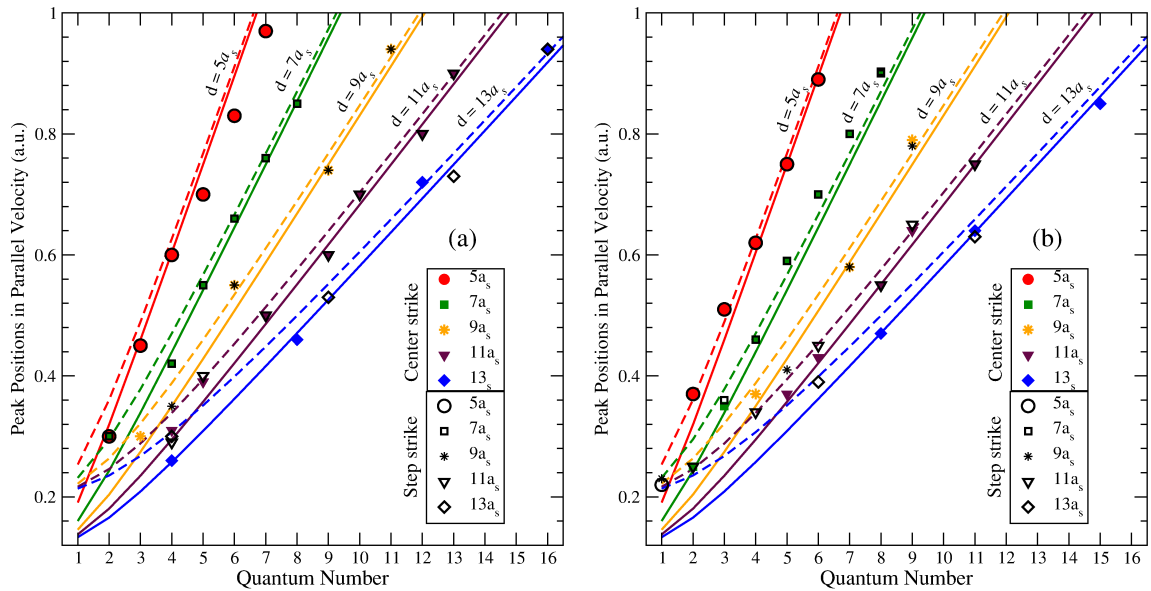 Peak Positions in Parallel Velocity (a.u.)
1
0.8
0.6
0.4
0.2
d = 5a_s
d = 7a_s
d = 9a_s
d = 11a_s
d = 13a_s
(a)
Center strike
5a_s
7a_s
9a_s
11a_s
13_s
Step strike
5a_s
7a_s
9a_s
11a_s
13a_s
1 2 3 4 5 6 7 8 9 10 11 12 13 14 15 16
Quantum Number
Peak Positions in Parallel Velocity (a.u.)
1
0.8
0.6
0.4
0.2
d = 5a_s
d = 7a_s
d = 9a_s
d = 11a_s
d = 13a_s
(b)
Center strike
5a_s
7a_s
9a_s
11a_s
13_s
Step strike
5a_s
7a_s
9a_s
11a_s
13a_s
1 2 3 4 5 6 7 8 9 10 11 12 13 14 15 16
Quantum Number